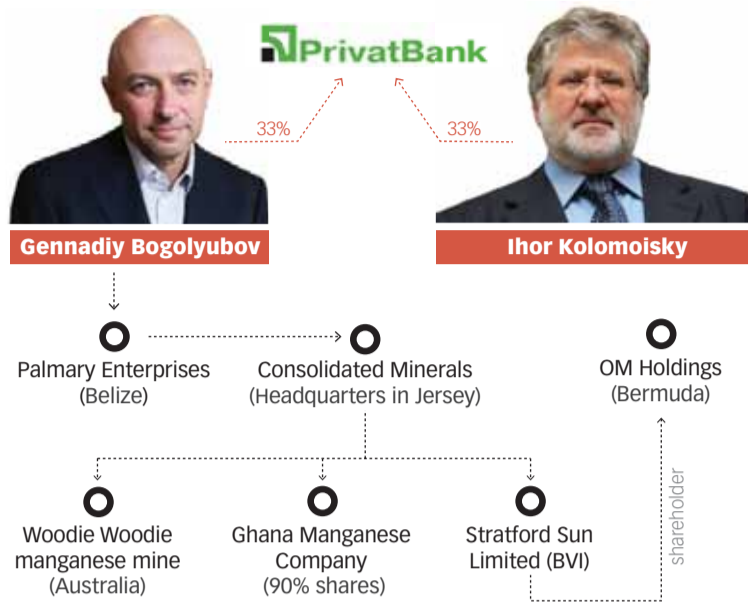 PrivatBank
33%
33%
Gennadiy Bogolyubov
Ihor Kolomoisky
Palmary Enterprises
(Belize)
Consolidated Minerals
(Headquarters in Jersey)
OM Holdings
(Bermuda)
shareholder
Woodie Woodie
manganese mine
(Australia)
Ghana Manganese
Company
(90% shares)
Stratford Sun
Limited (BVI)